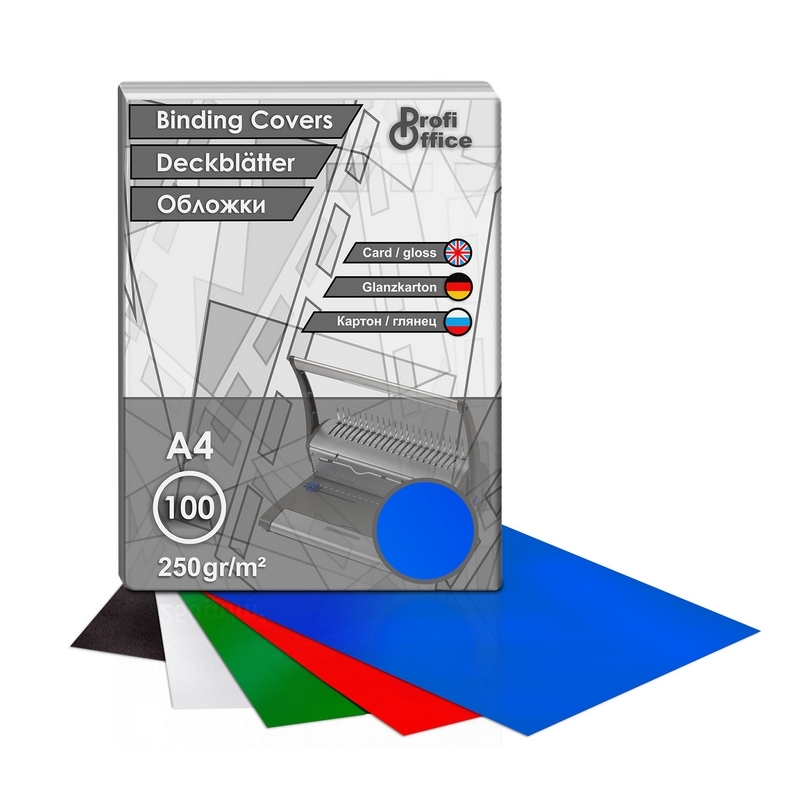 Binding Covers
Deckblätter
Обложки
Profi
Office
Card / gloss
Glanzkarton
Картон / глянец
A4
100
250gr/m²